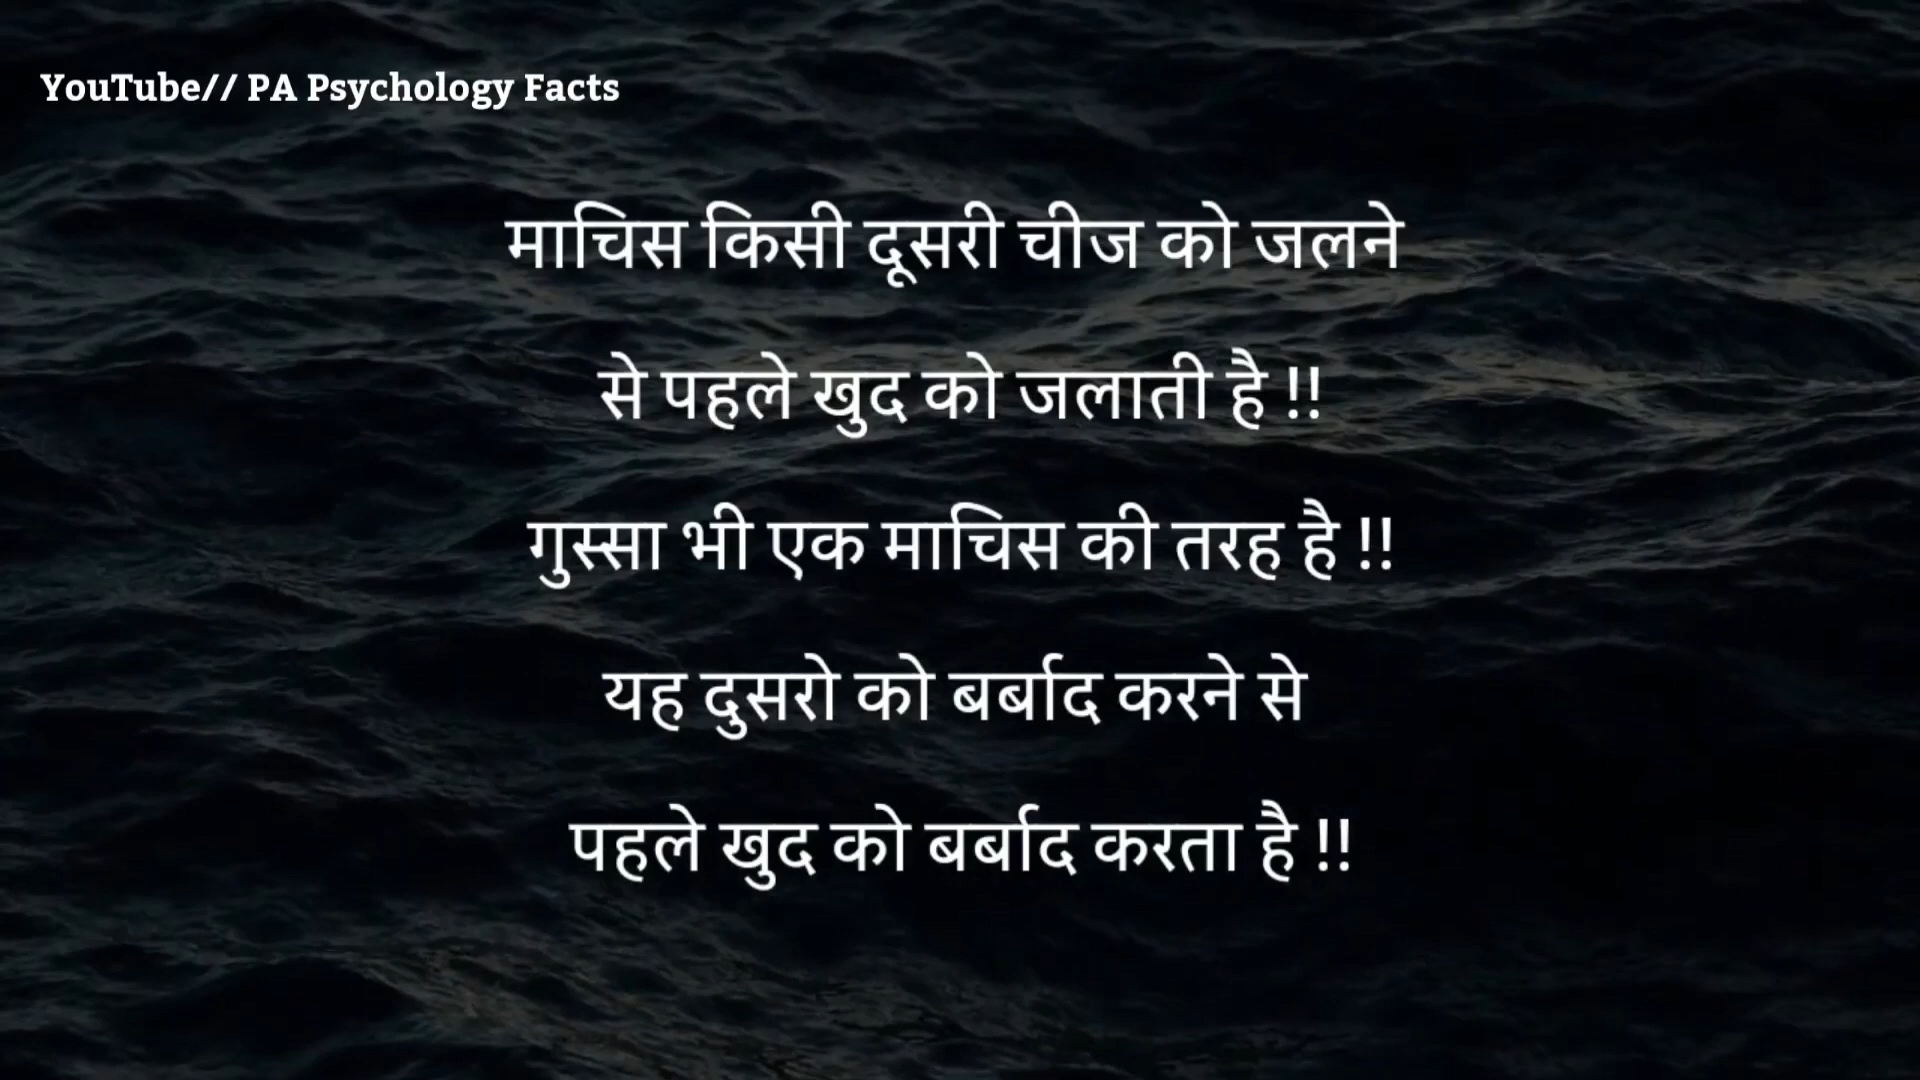 YouTube// PA Psychology Facts
माचिस किसी दूसरी चीज को जलने
से पहले खुद को जलाती है !!
गुस्सा भी एक माचिस की तरह है !!
यह दुसरो को बर्बाद करने से
पहले खुद को बर्बाद करता है !!